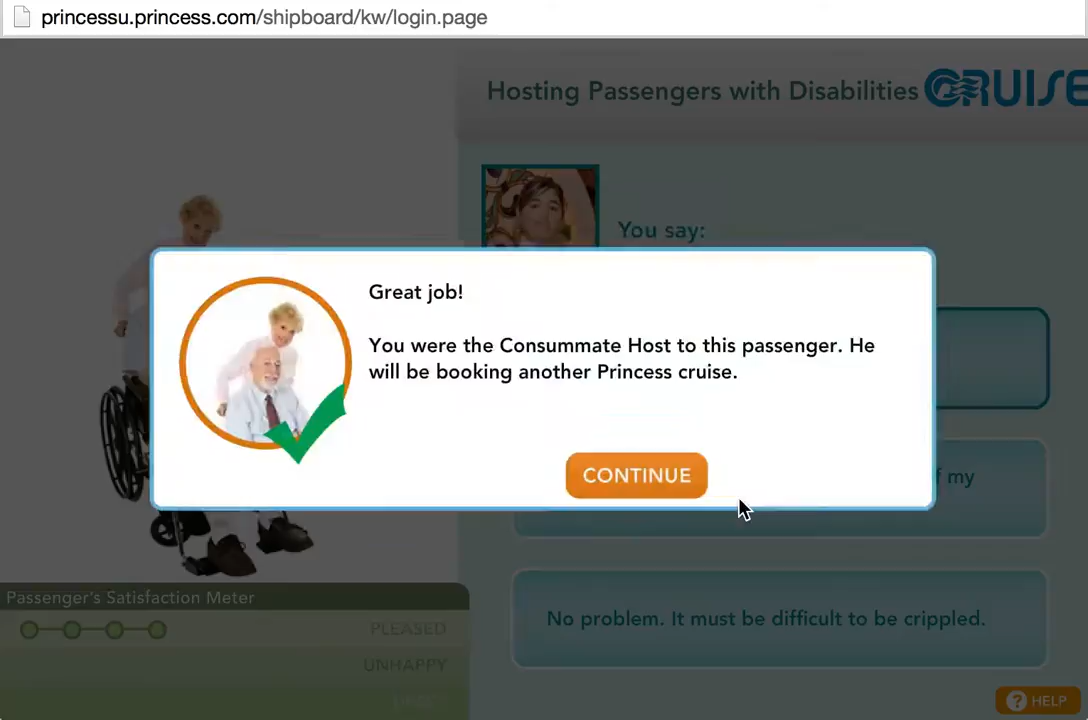 princessu.princess.com/shipboard/kw/login.page
Hosting Passengers with Disabilities
CRUISE
You say:
Great job!
You were the Consummate Host to this passenger. He
will be booking another Princess cruise.
CONTINUE
f my
No problem. It must be difficult to be crippled.
Passenger's Satisfaction Meter
PLEASED
UNHAPPY
? HELP